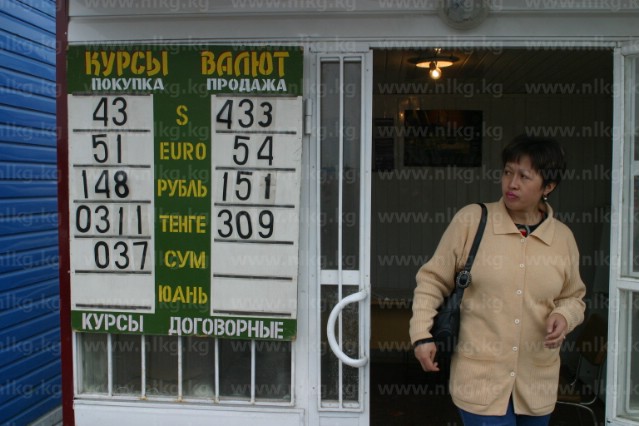 КУРСЫ ВАЛЮТ
ПОКУПКА ПРОДАЖА
43 $ 433
51 EURO 54
148 РУБЛЬ 151
0311 ТЕНГЕ 309
037 СУМ
ЮАНЬ
КУРСЫ ДОГОВОРНЫЕ
www.nlkg.kg